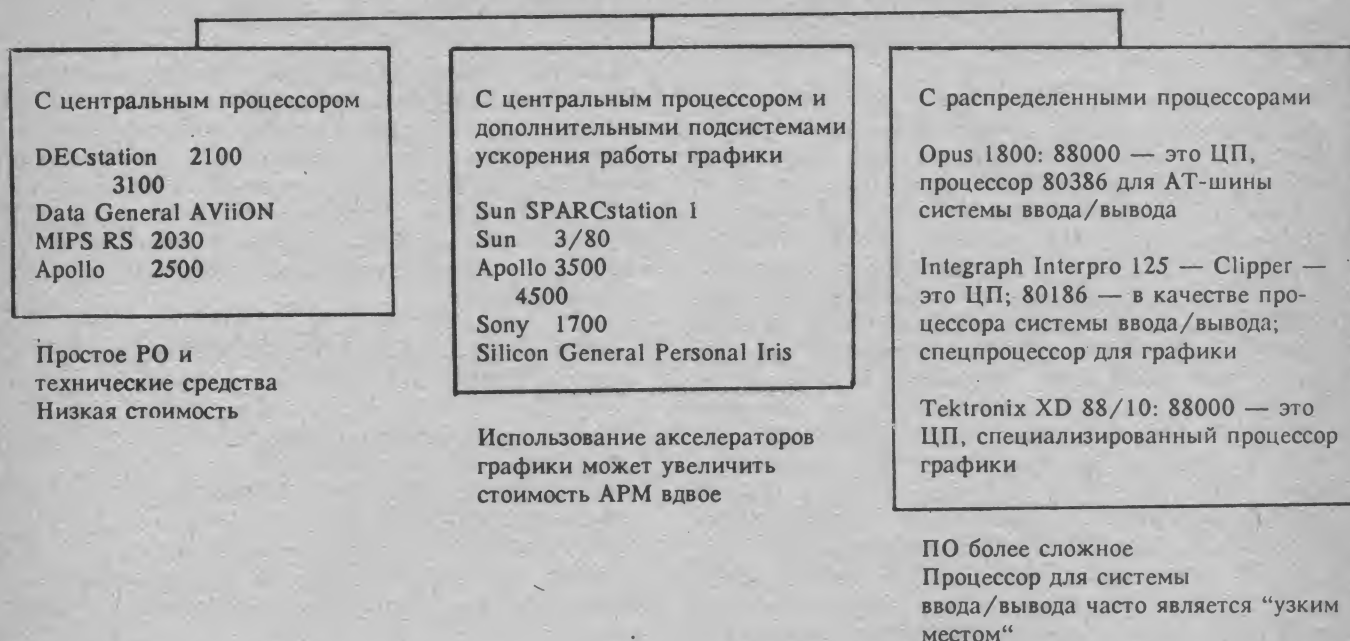 С центральным процессором
DECstation 2100
3100
Data General AViiON
MIPS RS 2030
Apollo 2500
Простое РО и
технические средства
Низкая стоимость
С центральным процессором и
дополнительными подсистемами
ускорения работы графики
Sun SPARCstation 1
Sun 3/80
Apollo 3500
4500
Sony 1700
Silicon General Personal Iris
Использование акселераторов
графики может увеличить
стоимость АРМ вдвое
С распределенными процессорами
Opus 1800: 88000 — это ЦП,
процессор 80386 для АТ-шины
системы ввода/вывода
Integraph Interpro 125 — Clipper —
это ЦП; 80186 — в качестве про-
цессора системы ввода/вывода;
спецпроцессор для графики
Tektronix XD 88/10: 88000 — это
ЦП, специализированный процессор
графики
ПО более сложное
Процессор для системы
ввода/вывода часто является “узким
местом“